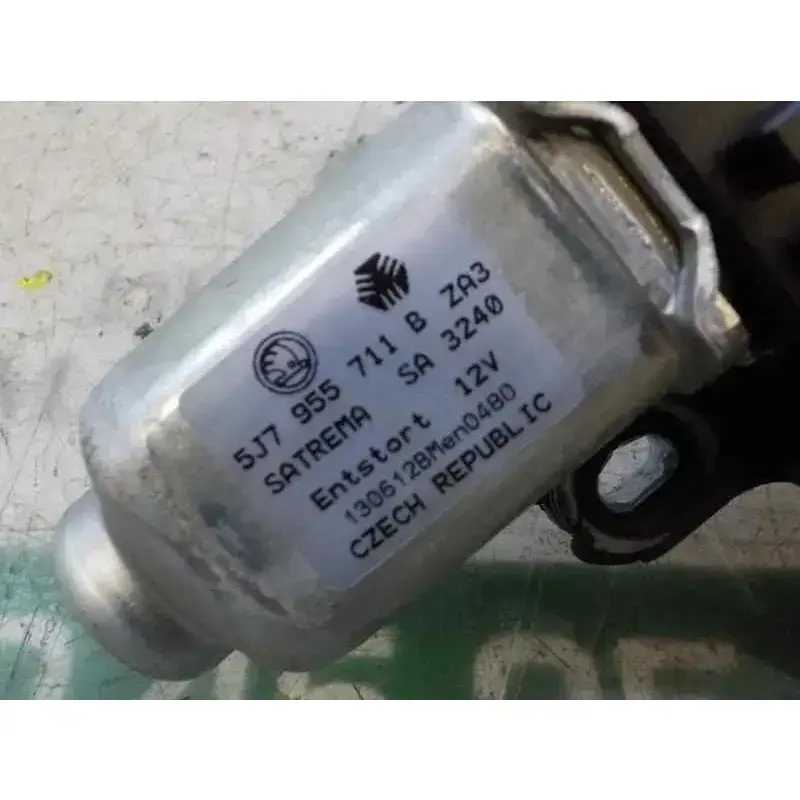 5J7 955 711 B ZA3
SATREMA SA 3240
Entstort 12V
130612BMen0480
CZECH REPUBLIC